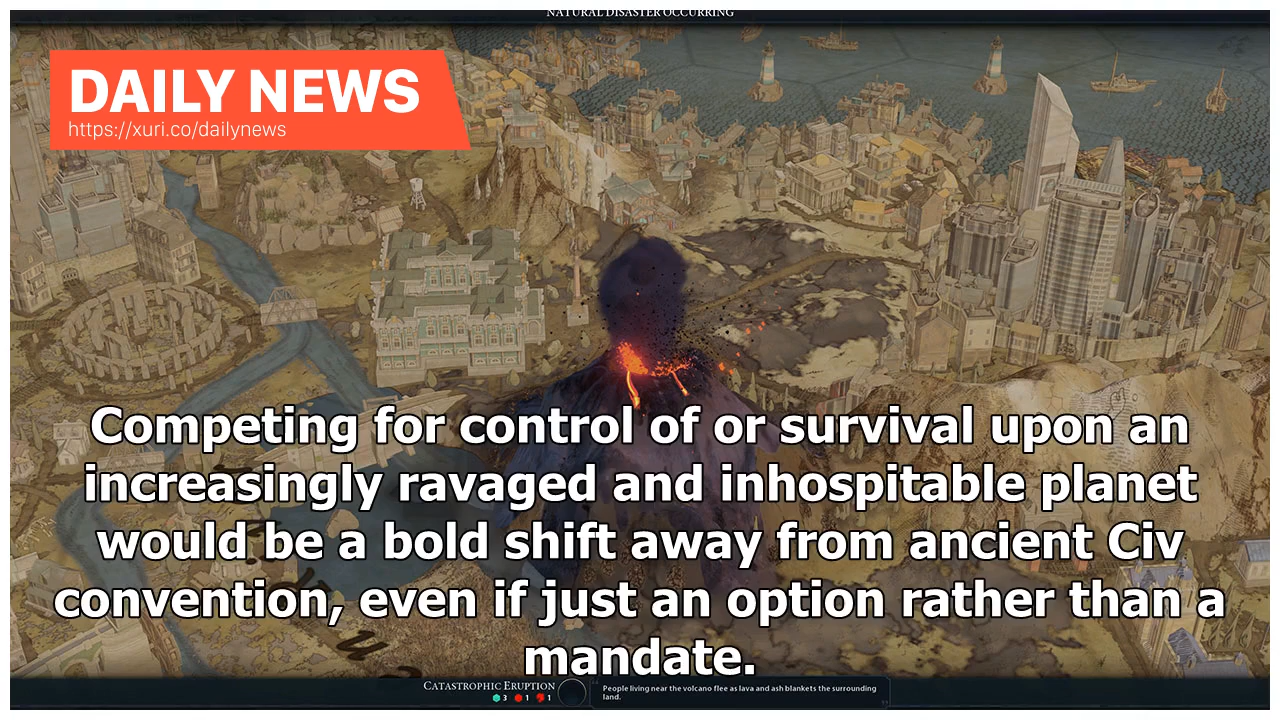 NATURAL DISASTER OCCURRING
DAILY NEWS
https://xuri.co/dailynews
Competing for control of or survival upon an
increasingly ravaged and inhospitable planet
would be a bold shift away from ancient Civ
convention, even if just an option rather than a
mandate.
CATASTROPHIC ERUPTION
3 1 1
People living near the volcano flee as lava and ash blankets the surrounding
land.